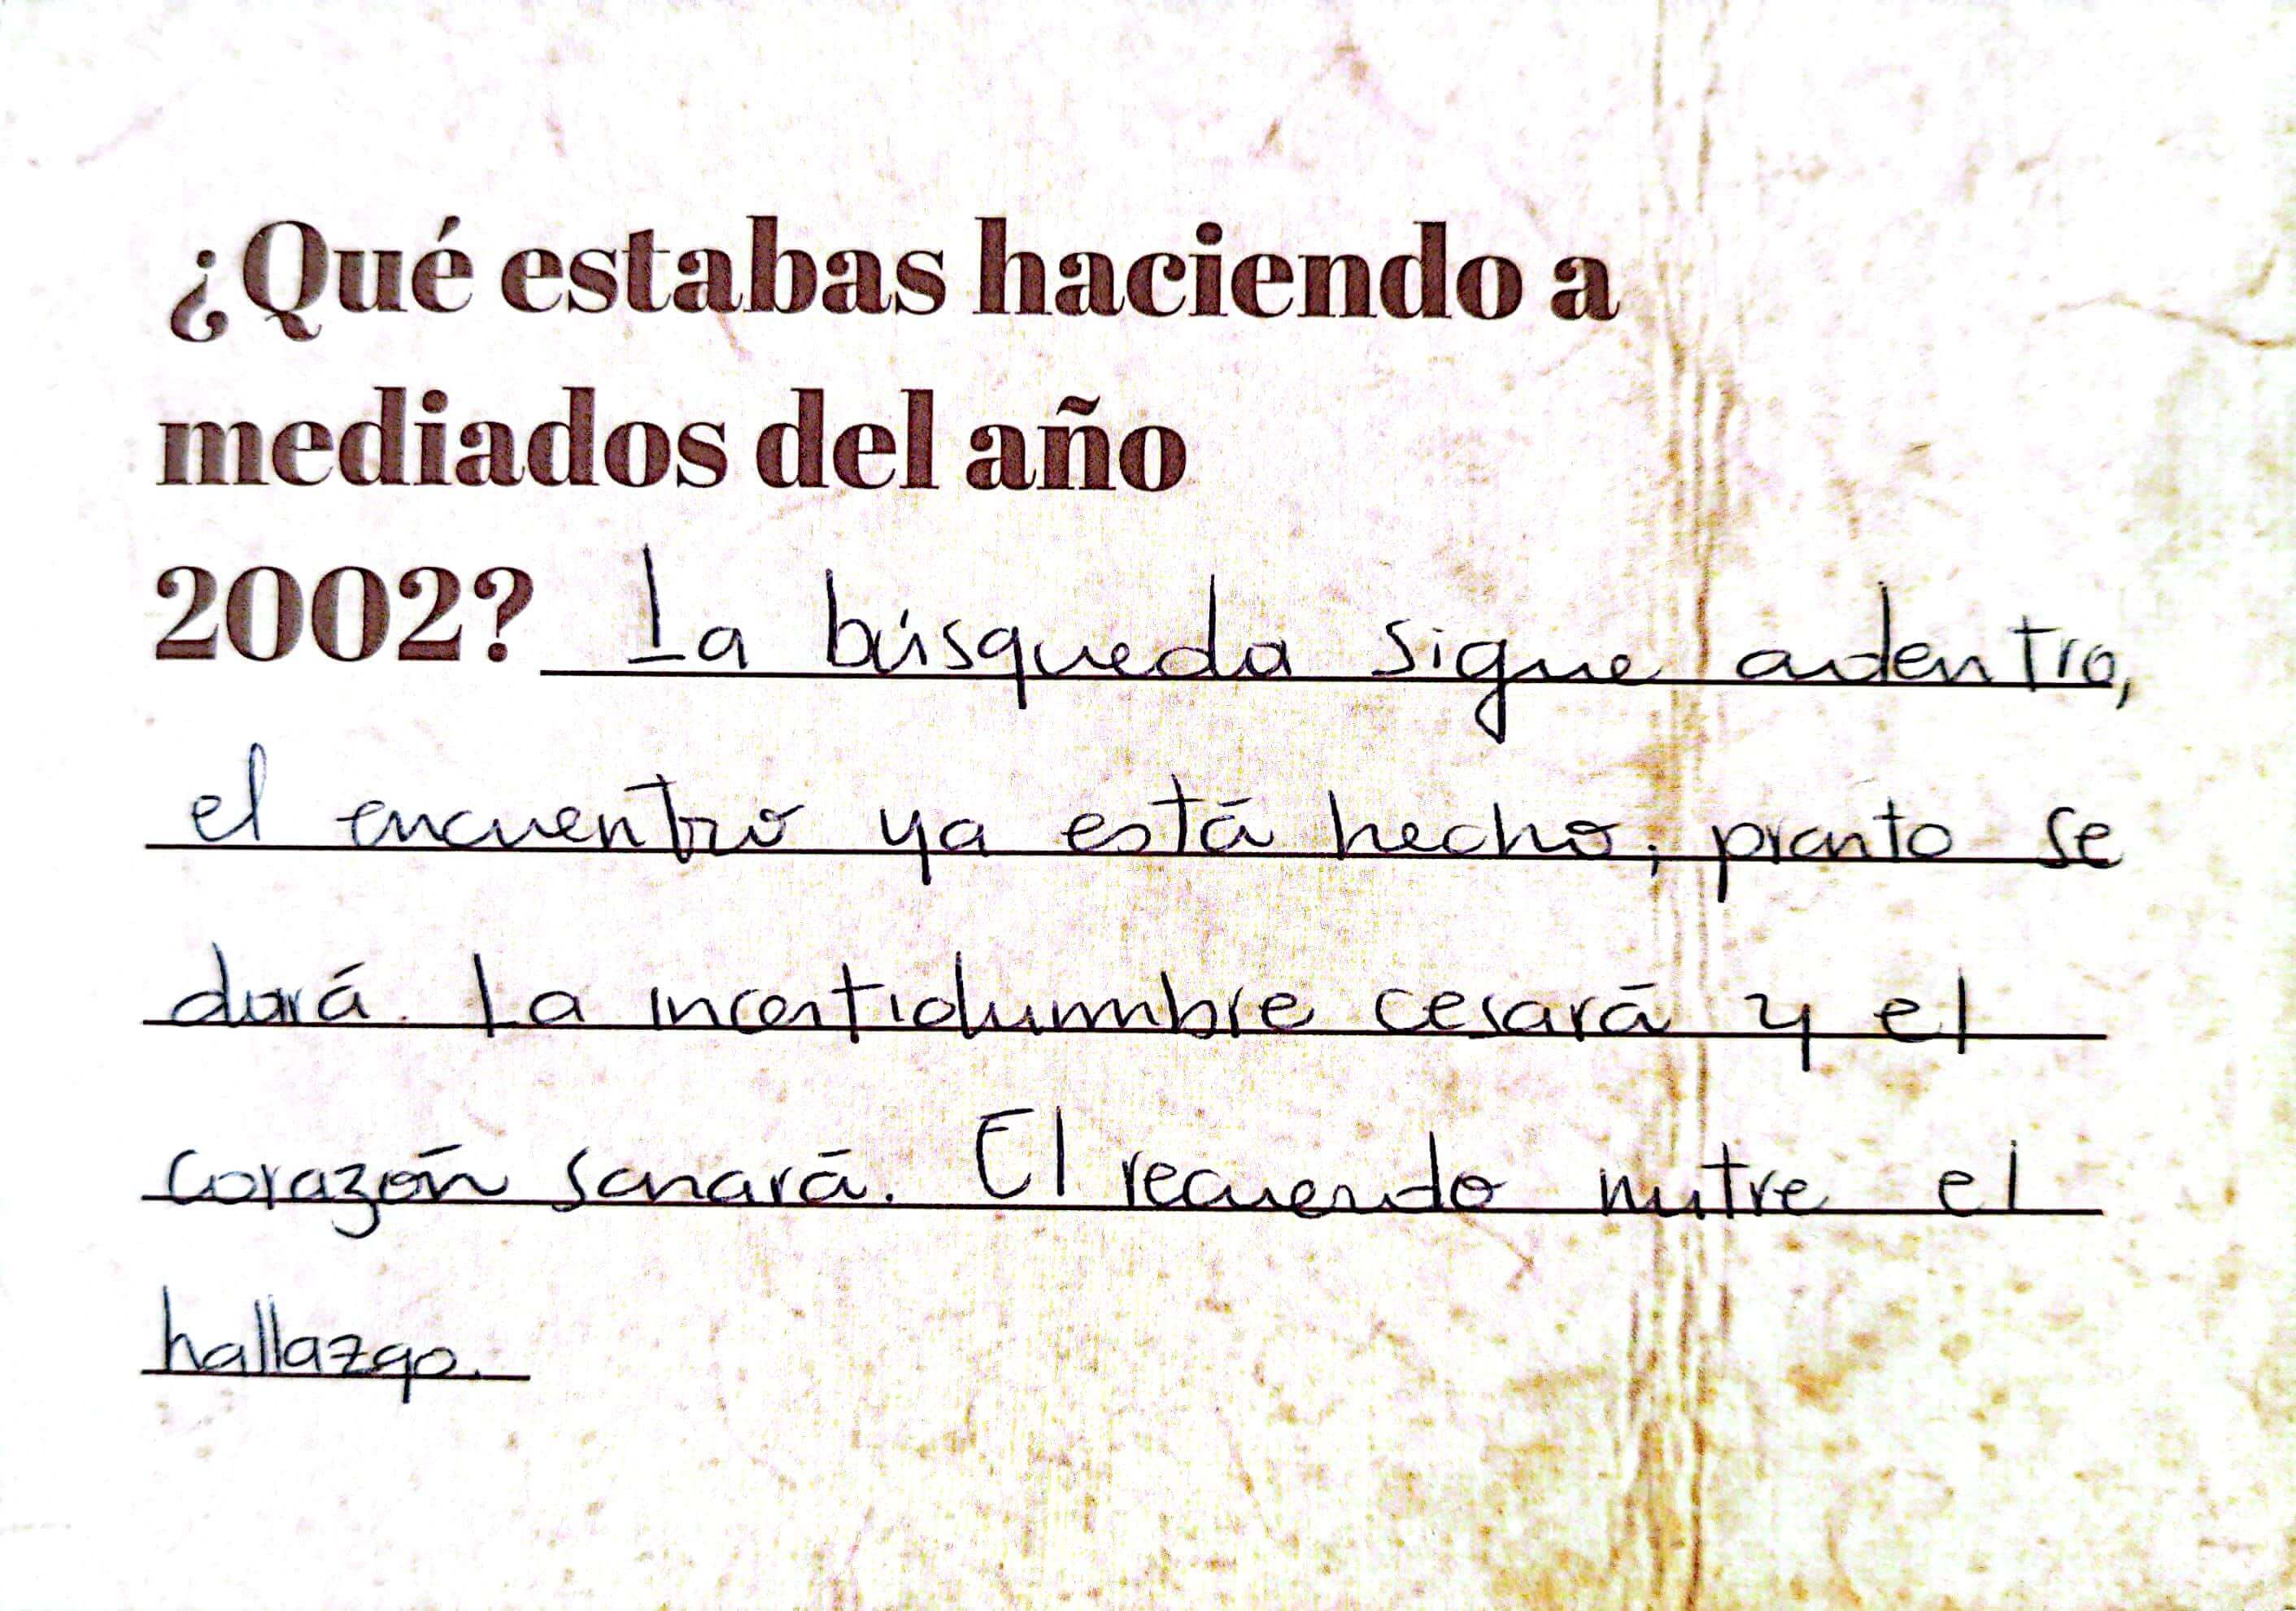 ¿Qué estabas haciendo a
mediados del año
2002? La búsqueda sigue adentro,
el encuentro ya está hecho; pronto se
dará. La incertidumbre cesará y el
corazón sanará. El recuerdo nutre el
hallazgo.